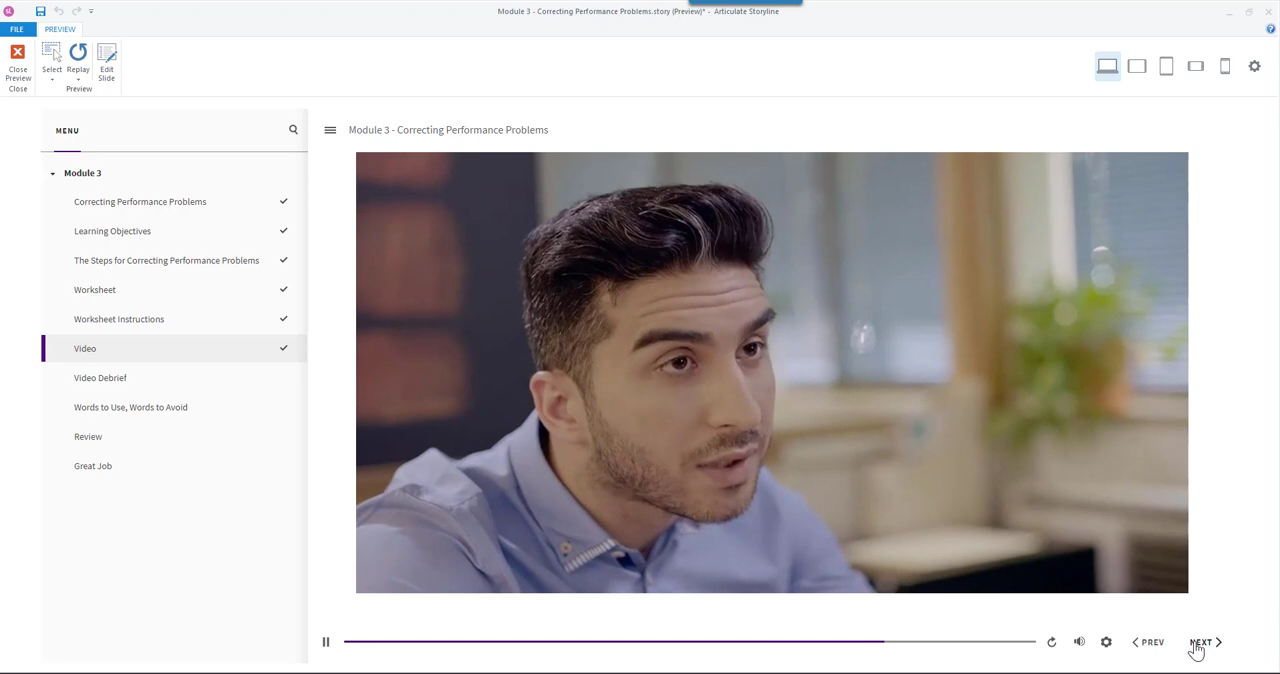 Module 3 - Correcting Performance Problems.story (Preview)* - Articulate Storyline
FILE
PREVIEW
Close Preview
Select
Replay
Edit Slide
Close
Preview
MENU
Module 3 - Correcting Performance Problems
Module 3
Correcting Performance Problems
Learning Objectives
The Steps for Correcting Performance Problems
Worksheet
Worksheet Instructions
Video
Video Debrief
Words to Use, Words to Avoid
Review
Great Job
PREV
NEXT